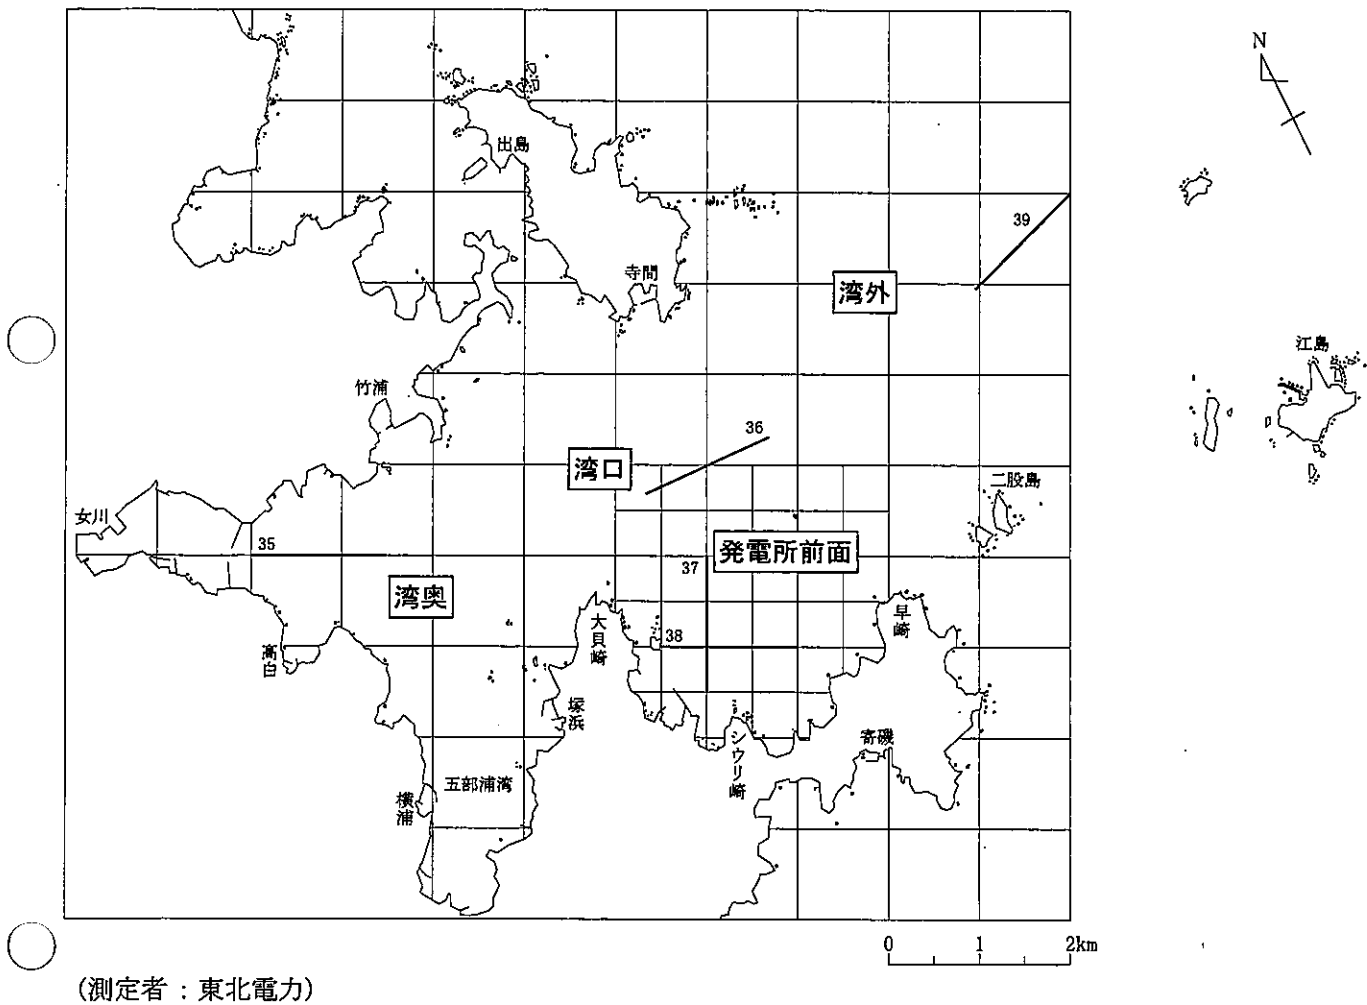 N
出島
39
寺間
湾外
江島
竹浦
36
湾口
二股島
女川
35
37
発電所前面
湾奥
大貝崎
38
早崎
高白
塚浜
シウリ崎
寄磯
五部浦湾
横浦
0 1 2km
(測定者 : 東北電力)